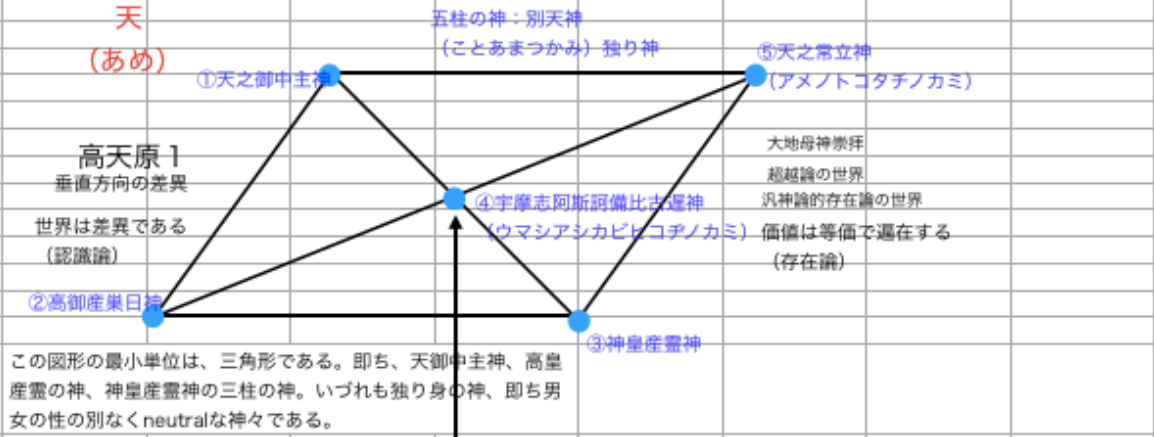 天
（あめ）
五柱の神：別天神
（ことあまつかみ）独り神
①天之御中主神
⑤天之常立神
（アメノトコタチノカミ）
高天原１
垂直方向の差異
世界は差異である
（認識論）
④宇摩志阿斯訶備比古遅神
（ウマシアシカビヒコヂノカミ）
大地母神崇拝
超越論の世界
汎神論的存在論の世界
価値は等価で遍在する
（存在論）
②高御産巣日神
③神皇産霊神
この図形の最小単位は、三角形である。即ち、天御中主神、高皇
産霊の神、神皇産霊神の三柱の神。いづれも独り身の神、即ち男
女の性の別なくneutralな神々である。